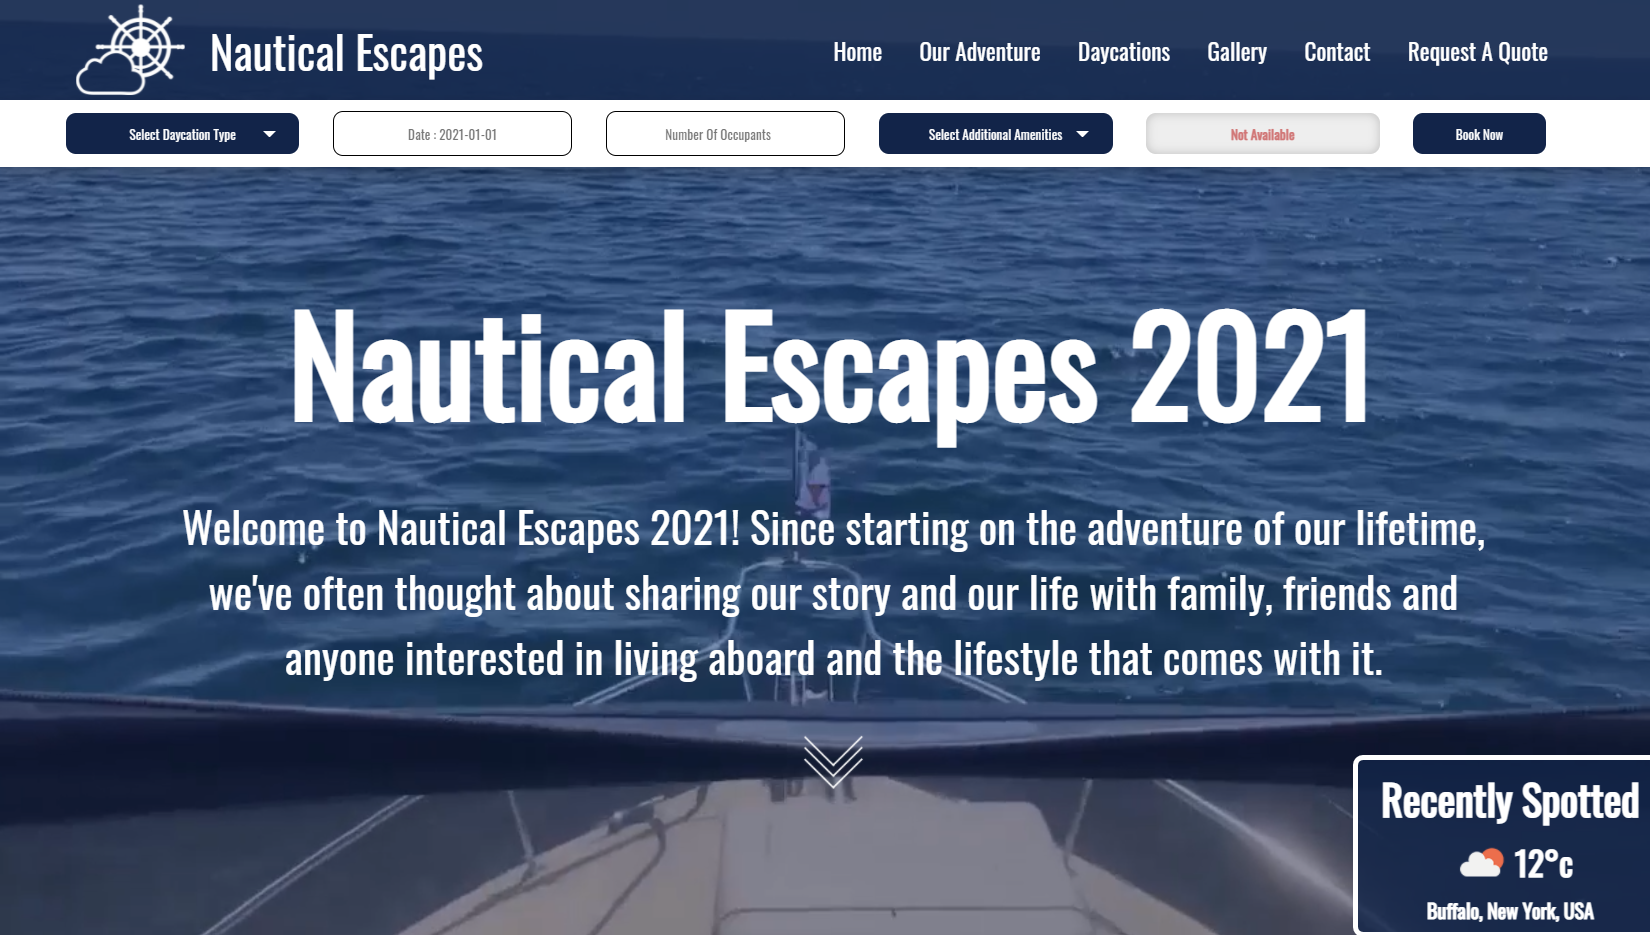 Nautical Escapes
Home Our Adventure Daycations Gallery Contact Request A Quote
Select Daycation Type Date : 2021-01-01 Number Of Occupants Select Additional Amenities Not Available Book Now
Nautical Escapes 2021
Welcome to Nautical Escapes 2021! Since starting on the adventure of our lifetime,
we've often thought about sharing our story and our life with family, friends and
anyone interested in living aboard and the lifestyle that comes with it.
Recently Spotted
12°c
Buffalo, New York, USA